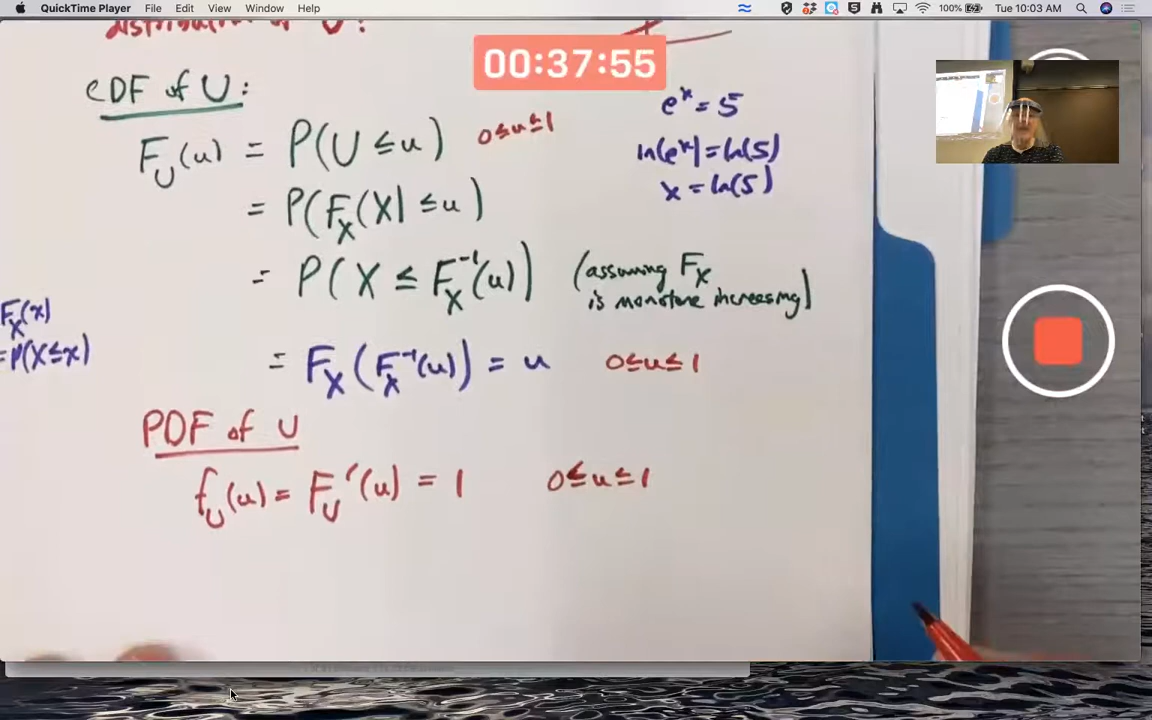 QuickTime Player File Edit View Window Help 100% Tue 10:03 AM
distribution of U?
00:37:55
CDF of U:
F_U(u) = P(U ≤ u) 0≤u≤1
= P(F_X(X) ≤ u)
= P(X ≤ F_X^{-1}(u)) (assuming F_X
is monotone increasing)
= F_X(F_X^{-1}(u)) = u 0≤u≤1
e^x = 5
ln(e^x) = ln(5)
x = ln(5)
F_X(x)
= P(X≤x)
PDF of U
f_U(u) = F_U'(u) = 1 0≤u≤1